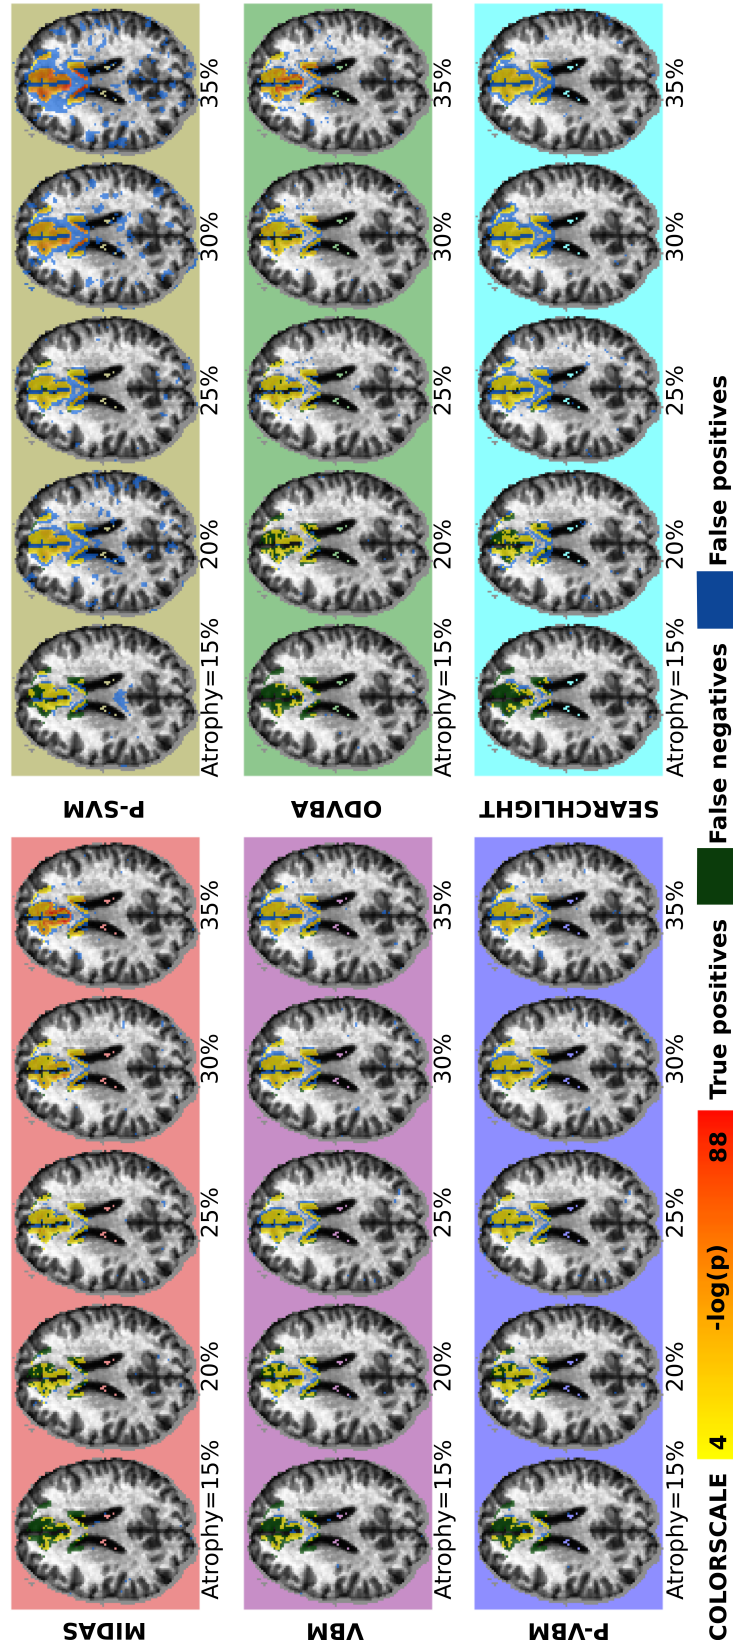 MIDAS
Atrophy=15% 20% 25% 30% 35%
P-SVM
Atrophy=15% 20% 25% 30% 35%
VBM
Atrophy=15% 20% 25% 30% 35%
ODVBA
Atrophy=15% 20% 25% 30% 35%
P-VBM
Atrophy=15% 20% 25% 30% 35%
SEARCHLIGHT
Atrophy=15% 20% 25% 30% 35%
COLORSCALE 4 -log(p) 88 True positives False negatives False positives